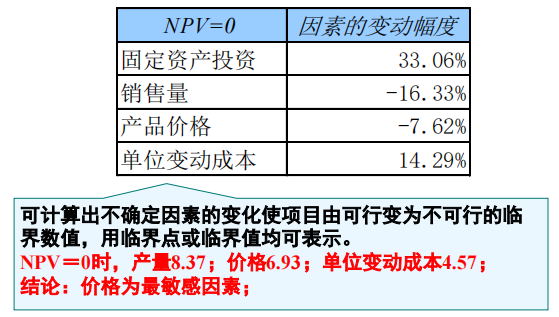 NPV=0 因素的变动幅度
固定资产投资 33.06%
销售量 -16.33%
产品价格 -7.62%
单位变动成本 14.29%
可计算出不确定因素的变化使项目由可行变为不可行的临
界数值，用临界点或临界值均可表示。
NPV＝0时，产量8.37；价格6.93；单位变动成本4.57；
结论：价格为最敏感因素；